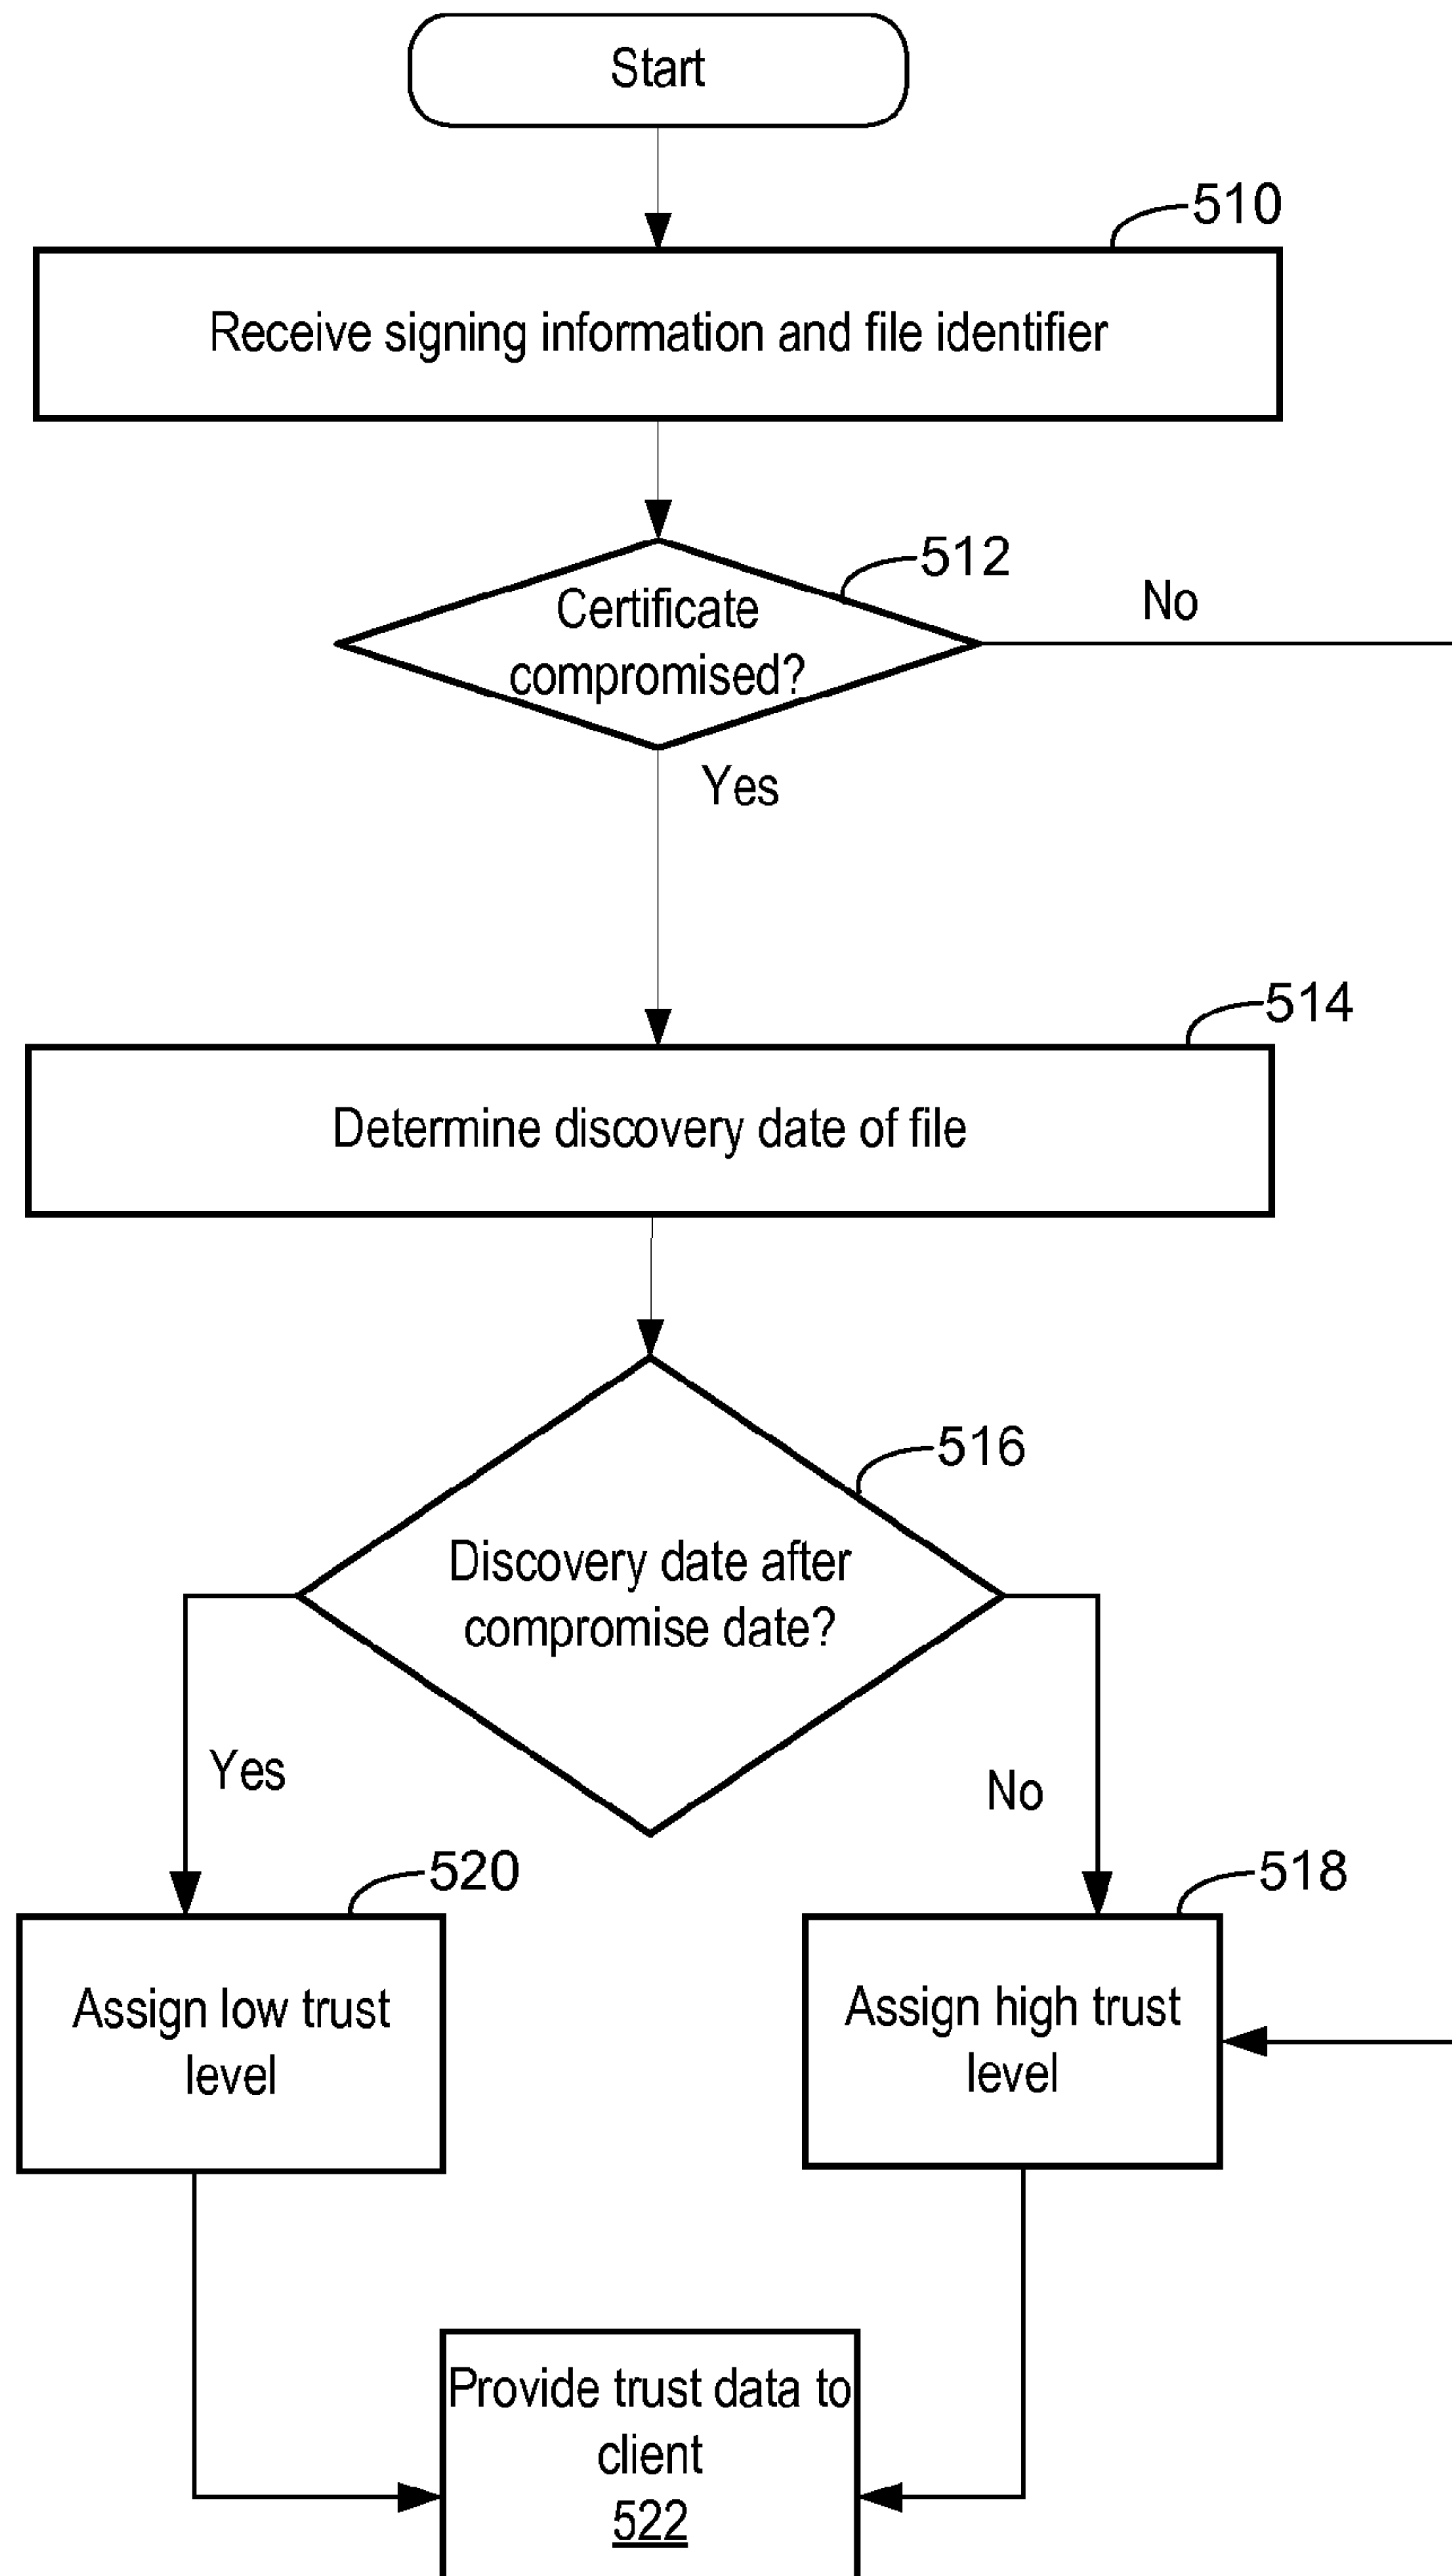 Start
510
Receive signing information and file identifier
512
Certificate
compromised?
No
Yes
514
Determine discovery date of file
516
Discovery date after
compromise date?
Yes
No
520
518
Assign low trust
level
Assign high trust
level
Provide trust data to
client
522